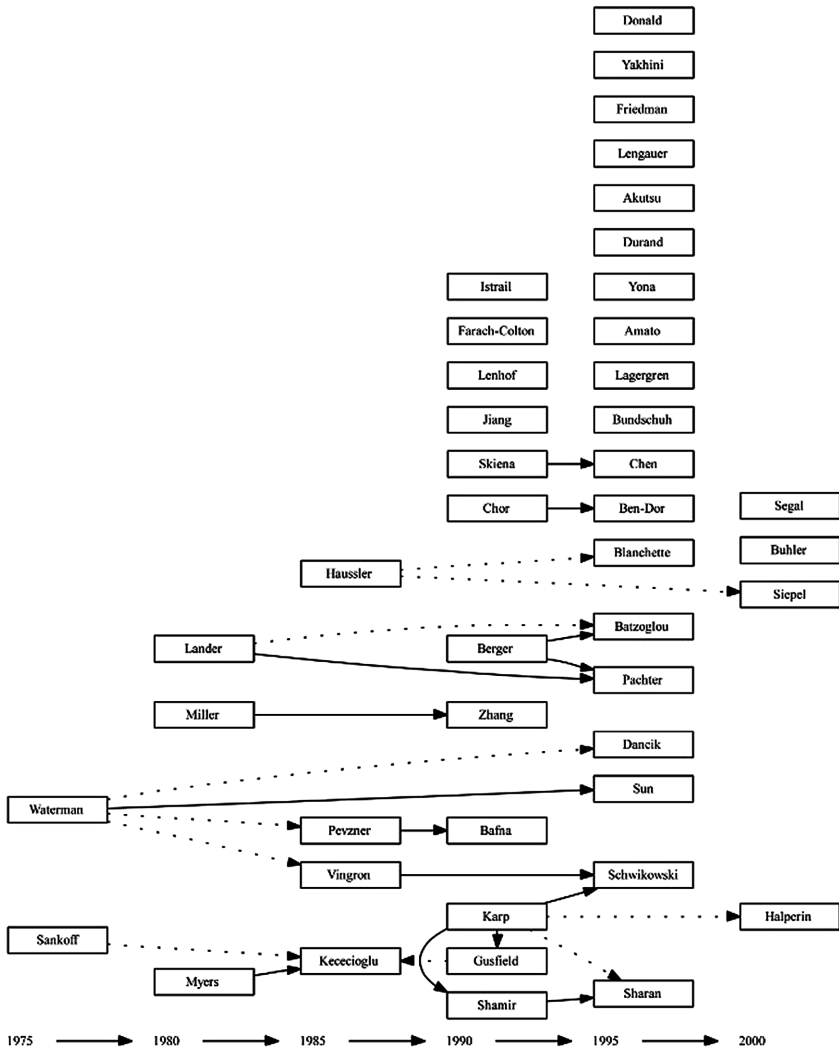 Donald
Yakhini
Friedman
Lengauer
Akutsu
Durand
Istrail Yona
Farach-Colton Amato
Lenhof Lagergren
Jiang Bundschuh
Skiena Chen
Chor Ben-Dor Segal
Blanchette Buhler
Haussler
Siepel
Batzoglou
Lander Berger
Pachter
Miller Zhang
Dancik
Sun
Waterman
Pevzner Bafna
Vingron Schwikowski
Karp Halperin
Sankoff
Kececioglu Gusfield
Myers
Sharan
Shamir
1975 1980 1985 1990 1995 2000